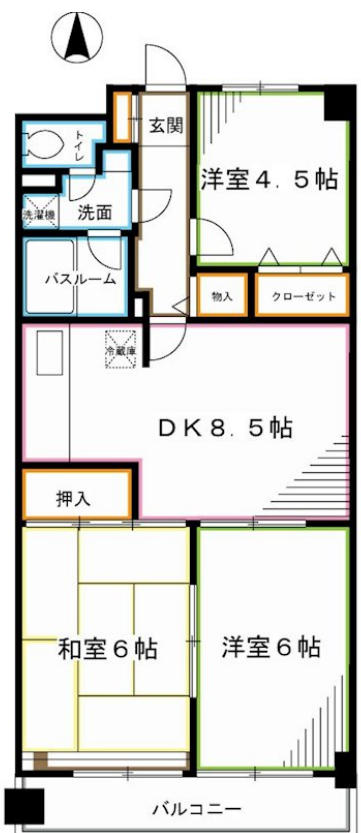 玄関
トイレ
洋室4.5帖
洗濯機
洗面
バスルーム
物入
クローゼット
冷蔵庫
DK8.5帖
押入
和室6帖
洋室6帖
バルコニー